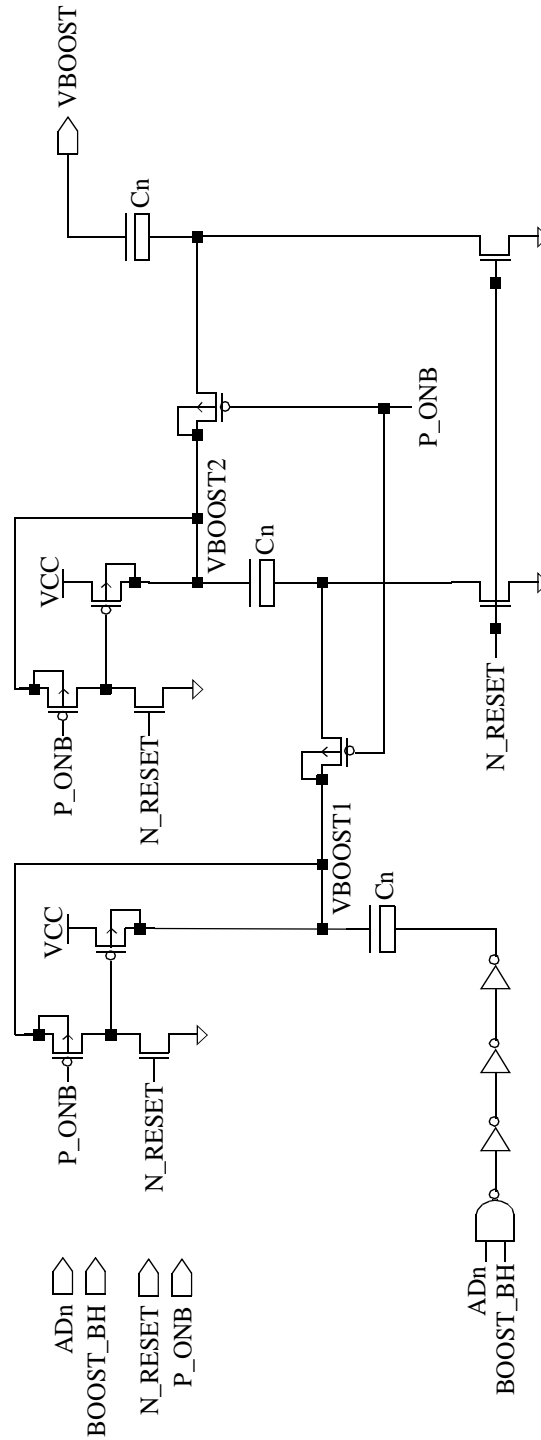 VBOOST
Cn
P_ONB
VBOOST2
Cn
VCC
P_ONB
N_RESET
N_RESET
VBOOST1
Cn
VCC
P_ONB
N_RESET
ADn
BOOST_BH
N_RESET
P_ONB
ADn
BOOST_BH